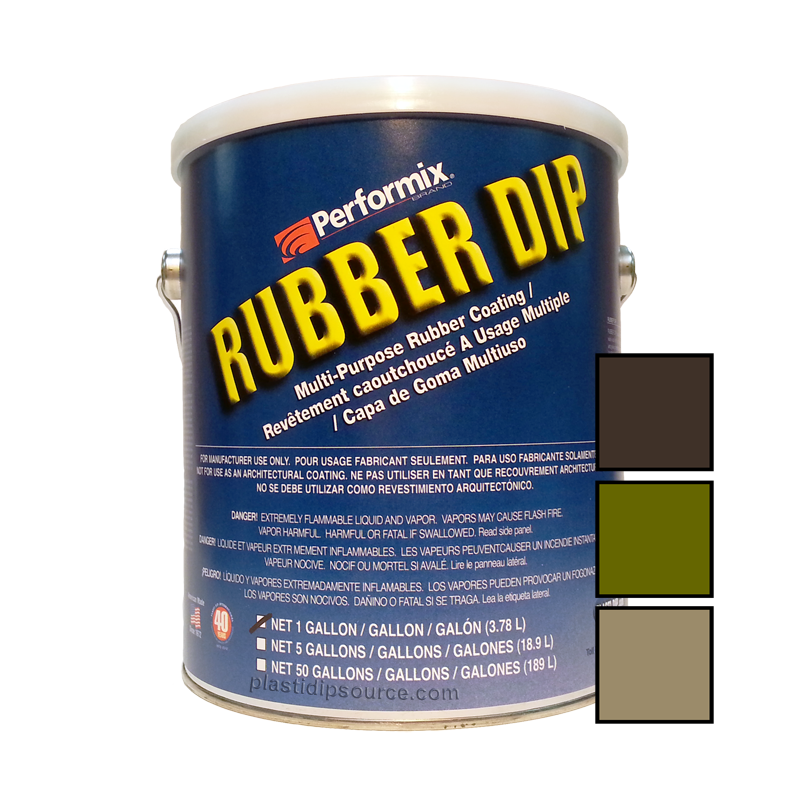 Performix®
BRAND
RUBBER DIP
Multi-Purpose Rubber Coating /
Revêtement caoutchoucé A Usage Multiple
/ Capa de Goma Multiuso
FOR MANUFACTURER USE ONLY. POUR USAGE FABRICANT SEULEMENT. PARA USO FABRICANTE SOLAMENTE
NOT FOR USE AS AN ARCHITECTURAL COATING. NE PAS UTILISER EN TANT QUE RECOUVREMENT ARCHITECTUR
NO SE DEBE UTILIZAR COMO REVESTIMIENTO ARQUITECTÓNICO.
DANGER! EXTREMELY FLAMMABLE LIQUID AND VAPOR. VAPORS MAY CAUSE FLASH FIRE.
VAPOR HARMFUL. HARMFUL OR FATAL IF SWALLOWED. Read side panel.
DANGER! LIQUIDE ET VAPEUR EXTR MEMENT INFLAMMABLES. LES VAPEURS PEUVENTCAUSER UN INCENDIE INSTANTA
VAPEUR NOCIVE. NOCIF OU MORTEL SI AVALÉ. Lire le panneau latéral.
¡PELIGRO! LÍQUIDO Y VAPORES EXTREMADAMENTE INFLAMABLES. LOS VAPORES PUEDEN PROVOCAR UN FOGONAZ
LOS VAPORES SON NOCIVOS. DAÑINO O FATAL SI SE TRAGA. Lea la etiqueta lateral.
40
NET 1 GALLON / GALLON / GALÓN (3.78 L)
NET 5 GALLONS / GALLONS / GALONES (18.9 L)
NET 50 GALLONS / GALLONS / GALONES (189 L)
plastidipsource.com